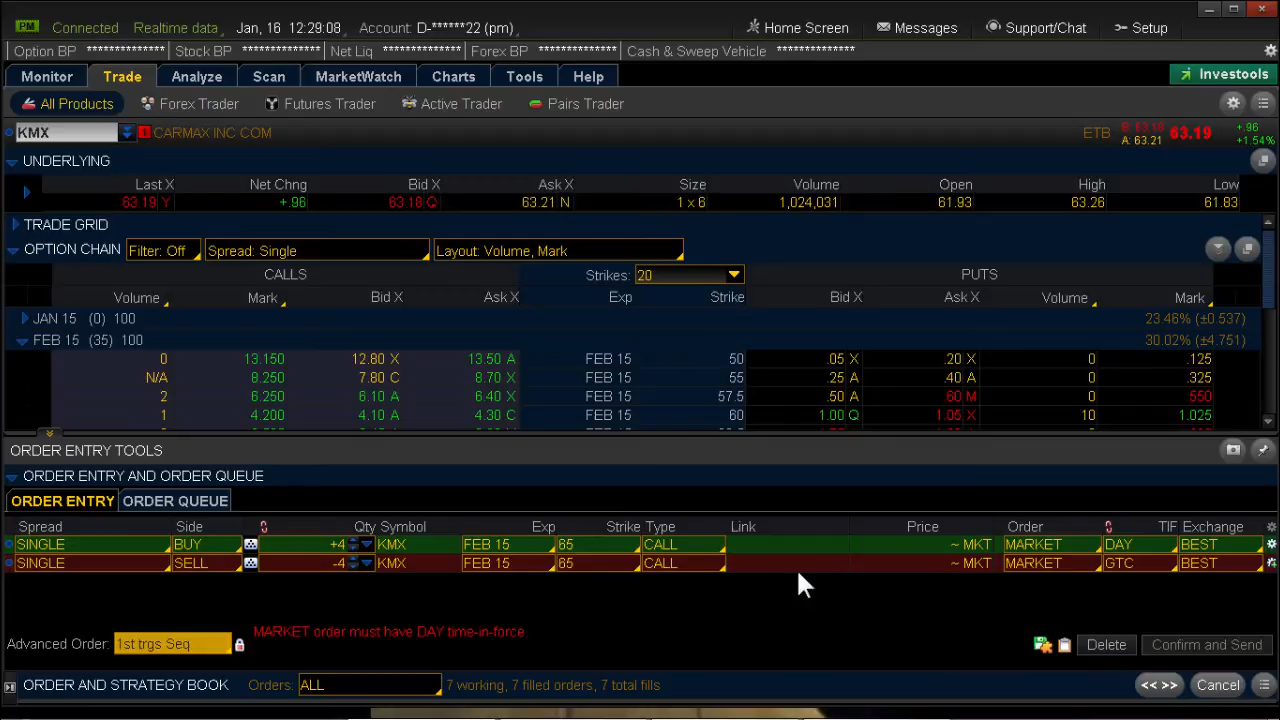 PM Connected Realtime data Jan, 16 12:29:08 Account: D-******22 (pm) Home Screen Messages Support/Chat Setup
Option BP ************* Stock BP ************* Net Liq ************* Forex BP ************* Cash & Sweep Vehicle *************
Monitor Trade Analyze Scan MarketWatch Charts Tools Help Investools
All Products Forex Trader Futures Trader Active Trader Pairs Trader
KMX 1 CARMAX INC COM ETB B: 63.18 A: 63.21 63.19 +.96 +1.54%
UNDERLYING
Last X Net Chng Bid X Ask X Size Volume Open High Low
63.19 Y +.96 63.18 Q 63.21 N 1 x 6 1,024,031 61.93 63.26 61.83
TRADE GRID
OPTION CHAIN Filter: Off Spread: Single Layout: Volume, Mark
CALLS Strikes: 20 PUTS
Volume Mark Bid X Ask X Exp Strike Bid X Ask X Volume Mark
JAN 15 (0) 100 23.46% (±0.537)
FEB 15 (35) 100 30.02% (±4.751)
0 13.150 12.80 X 13.50 A FEB 15 50 .05 X .20 X 0 .125
N/A 8.250 7.80 C 8.70 X FEB 15 55 .25 A .40 A 0 .325
2 6.250 6.10 A 6.40 X FEB 15 57.5 .50 A .60 M 0 550
1 4.200 4.10 A 4.30 C FEB 15 60 1.00 Q 1.05 X 10 1.025
ORDER ENTRY TOOLS
ORDER ENTRY AND ORDER QUEUE
ORDER ENTRY ORDER QUEUE
Spread Side Qty Symbol Exp Strike Type Link Price Order TIF Exchange
SINGLE BUY +4 KMX FEB 15 65 CALL ~ MKT MARKET DAY BEST
SINGLE SELL -4 KMX FEB 15 65 CALL ~ MKT MARKET GTC BEST
Advanced Order: 1st trgs Seq MARKET order must have DAY time-in-force Delete Confirm and Send
ORDER AND STRATEGY BOOK Orders: ALL 7 working, 7 filled orders, 7 total fills << >> Cancel